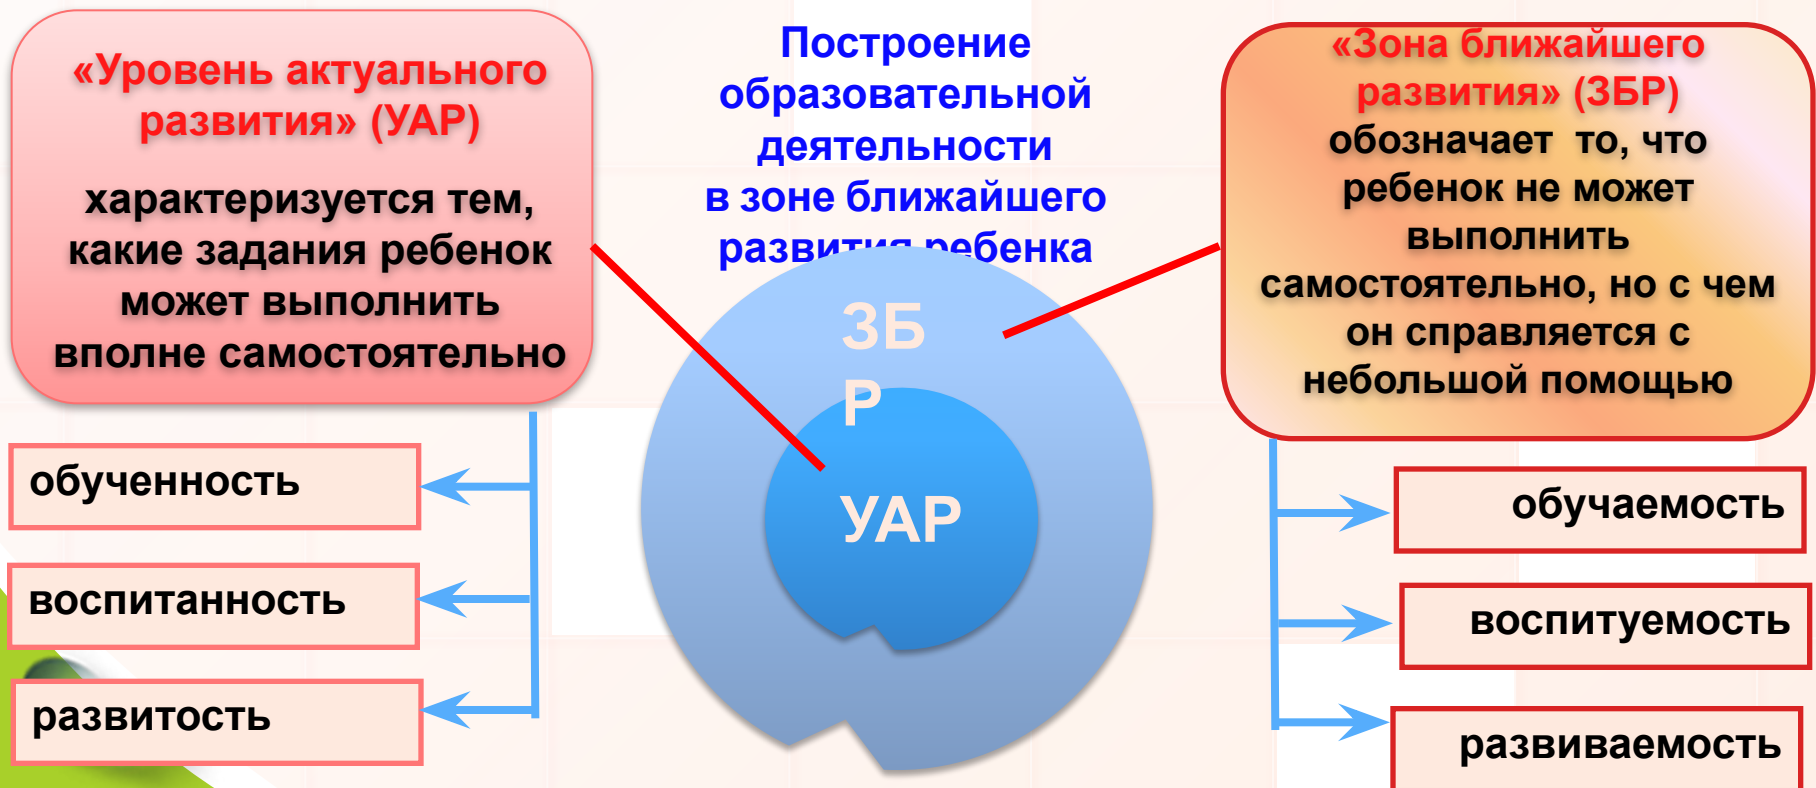 «Уровень актуального
развития» (УАР)
характеризуется тем,
какие задания ребенок
может выполнить
вполне самостоятельно
обученность
воспитанность
развитость
Построение
образовательной
деятельности
в зоне ближайшего
развития ребенка
ЗБ
Р
УАР
«Зона ближайшего
развития» (ЗБР)
обозначает то, что
ребенок не может
выполнить
самостоятельно, но с чем
он справляется с
небольшой помощью
обучаемость
воспитуемость
развиваемость